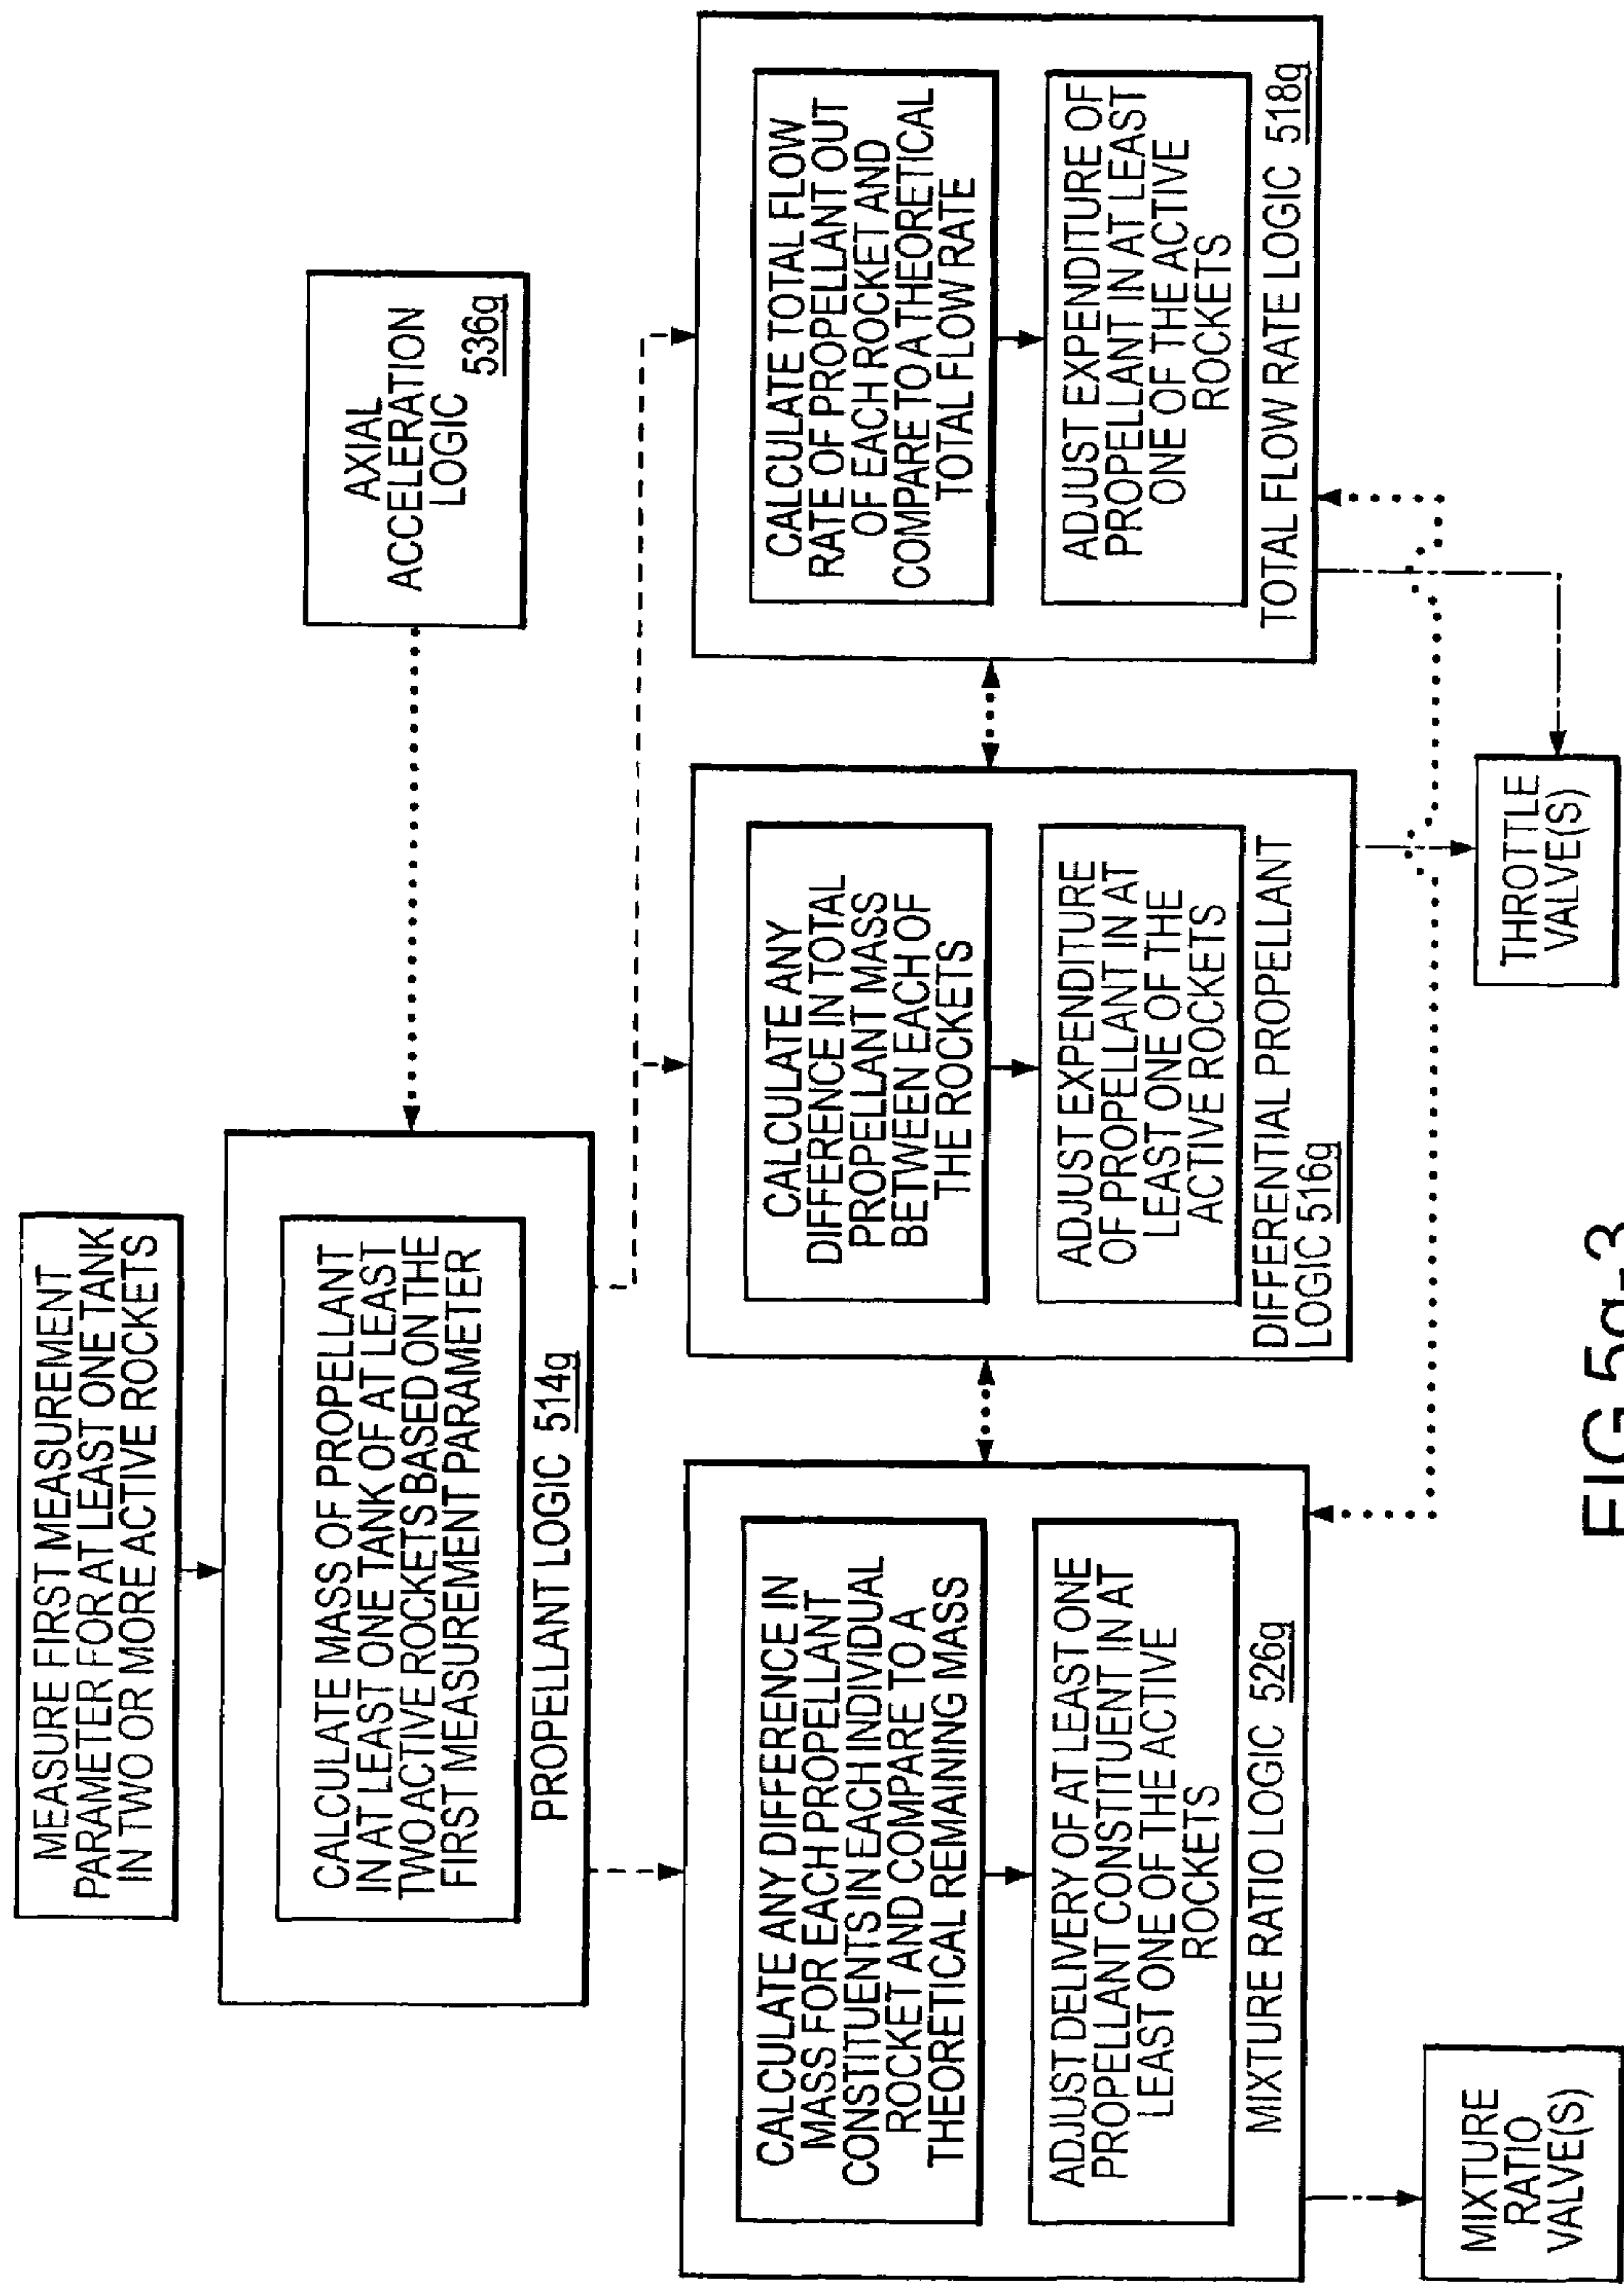 MEASURE FIRST MEASUREMENT
PARAMETER FOR AT LEAST ONE TANK
IN TWO OR MORE ACTIVE ROCKETS
CALCULATE MASS OF PROPELLANT
IN AT LEAST ONE TANK OF AT LEAST
TWO ACTIVE ROCKETS BASED ON THE
FIRST MEASUREMENT PARAMETER
PROPELLANT LOGIC 514g
AXIAL
ACCELERATION
LOGIC
536g
CALCULATE ANY DIFFERENCE IN
MASS FOR EACH PROPELLANT
CONSTITUENTS IN EACH INDIVIDUAL
ROCKET AND COMPARE TO A
THEORETICAL REMAINING MASS
ADJUST DELIVERY OF AT LEAST ONE
PROPELLANT CONSTITUENT IN AT
LEAST ONE OF THE ACTIVE
ROCKETS
MIXTURE RATIO LOGIC 526g
CALCULATE ANY
DIFFERENCE IN TOTAL
PROPELLANT MASS
BETWEEN EACH OF
THE ROCKETS
ADJUST EXPENDITURE
OF PROPELLANT IN AT
LEAST ONE OF THE
ACTIVE ROCKETS
DIFFERENTIAL PROPELLANT
LOGIC 516g
CALCULATE TOTAL FLOW
RATE OF PROPELLANT OUT
OF EACH ROCKET AND
COMPARE TO A THEORETICAL
TOTAL FLOW RATE
ADJUST EXPENDITURE OF
PROPELLANT IN AT LEAST
ONE OF THE ACTIVE
ROCKETS
TOTAL FLOW RATE LOGIC 518g
MIXTURE
RATIO
VALVE(S)
THROTTLE
VALVE(S)
FIG 5g-3